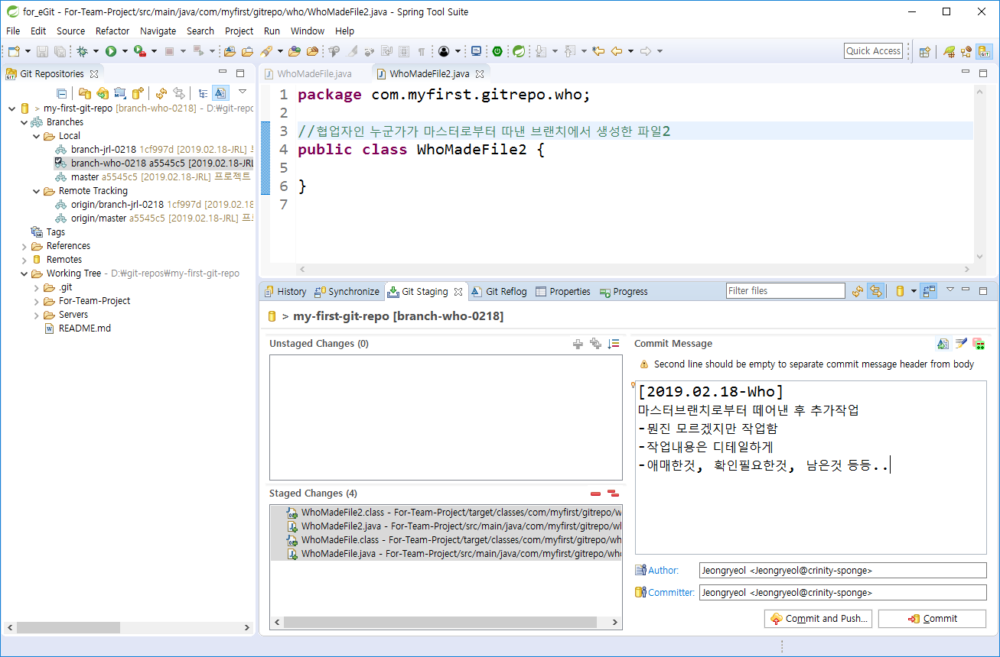 for_eGit - For-Team-Project/src/main/java/com/myfirst/gitrepo/who/WhoMadeFile2.java - Spring Tool Suite
File Edit Source Refactor Navigate Search Project Run Window Help
Quick Access
Git Repositories
> my-first-git-repo [branch-who-0218] - D:₩git-repo
Branches
Local
branch-jrl-0218 1cf997d [2019.02.18-JRL]
branch-who-0218 a5545c5 [2019.02.18-JRL
master a5545c5 [2019.02.18-JRL] 프로젝트
Remote Tracking
origin/branch-jrl-0218 1cf997d [2019.02.18
origin/master a5545c5 [2019.02.18-JRL] 프
Tags
References
Remotes
Working Tree - D:₩git-repos₩my-first-git-repo
.git
For-Team-Project
Servers
README.md
WhoMadeFile.java WhoMadeFile2.java
1 package com.myfirst.gitrepo.who;
2
3 //협업자인 누군가가 마스터로부터 따낸 브랜치에서 생성한 파일2
4 public class WhoMadeFile2 {
5
6 }
7
History Synchronize Git Staging Git Reflog Properties Progress
Filter files
> my-first-git-repo [branch-who-0218]
Unstaged Changes (0)
Staged Changes (4)
WhoMadeFile2.class - For-Team-Project/target/classes/com/myfirst/gitrepo/w
WhoMadeFile2.java - For-Team-Project/src/main/java/com/myfirst/gitrepo/wh
WhoMadeFile.class - For-Team-Project/target/classes/com/myfirst/gitrepo/wh
WhoMadeFile.java - For-Team-Project/src/main/java/com/myfirst/gitrepo/who
Commit Message
Second line should be empty to separate commit message header from body
[2019.02.18-Who]
마스터브랜치로부터 떼어낸 후 추가작업
-뭔진 모르겠지만 작업함
-작업내용은 디테일하게
-애매한것, 확인필요한것, 남은것 등등..
Author: Jeongryeol <Jeongryeol@crinity-sponge>
Committer: Jeongryeol <Jeongryeol@crinity-sponge>
Commit and Push... Commit